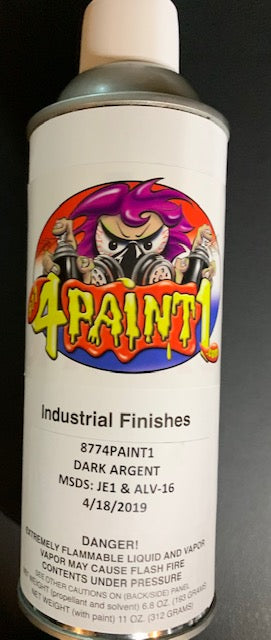 4PAINT1
Industrial Finishes
8774PAINT1
DARK ARGENT
MSDS: JE1 & ALV-16
4/18/2019
DANGER!
EXTREMELY FLAMMABLE LIQUID AND VAPOR
VAPOR MAY CAUSE FLASH FIRE
CONTENTS UNDER PRESSURE
SEE OTHER CAUTIONS ON (BACK/SIDE) PANEL
NET WEIGHT (propellant and solvent) 6.8 OZ. (193 GRAMS)
NET WEIGHT (with paint) 11 OZ. (312 GRAMS)